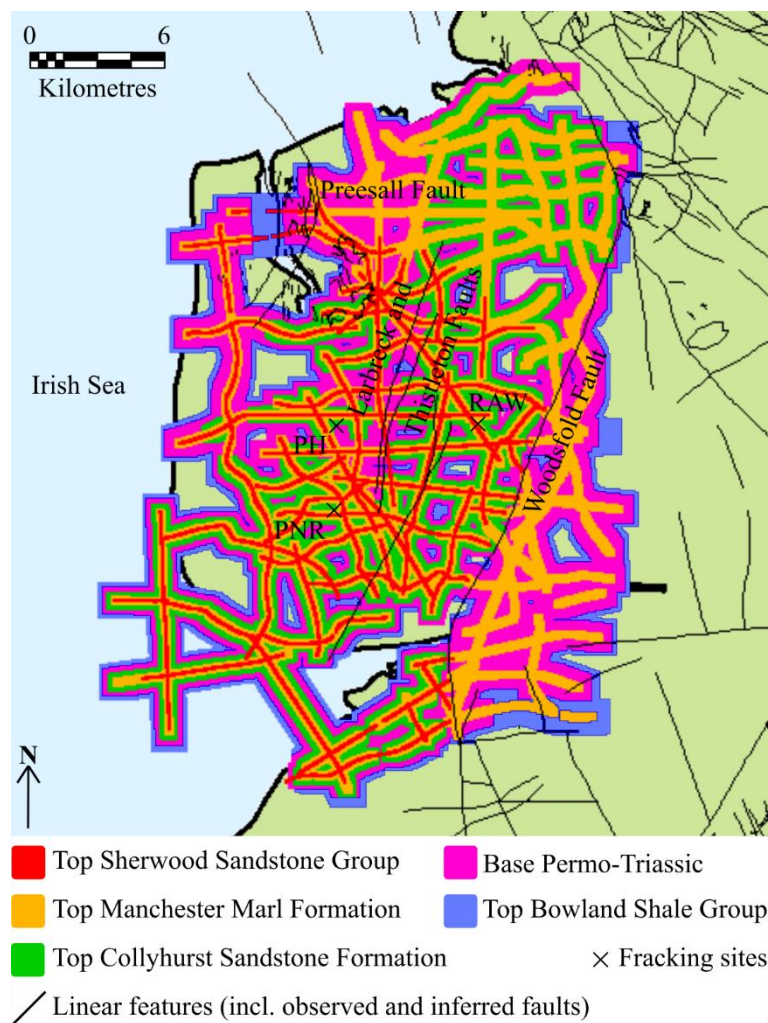 0 6
Kilometres
Preesall Fault
Larbreck and
Thistleton Faults
Irish Sea
RAW
PH
Woodsfold Fault
PNR
N
Top Sherwood Sandstone Group
Base Permo-Triassic
Top Manchester Marl Formation
Top Bowland Shale Group
Top Collyhurst Sandstone Formation
Fracking sites
Linear features (incl. observed and inferred faults)